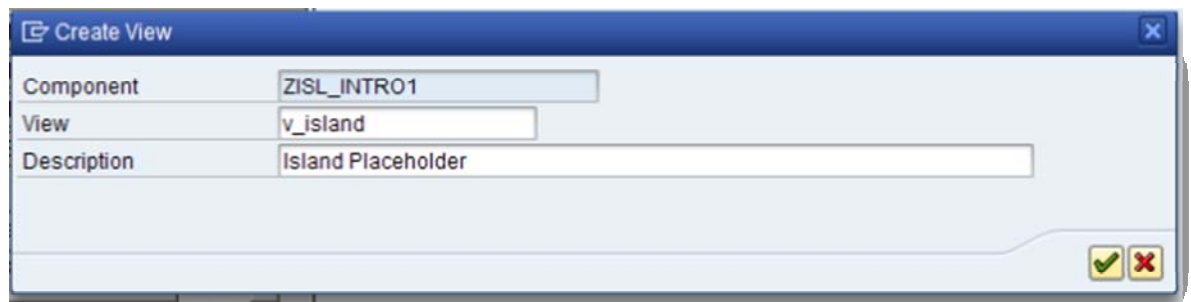 Create View
Component ZISL_INTRO1
View v_island
Description Island Placeholder